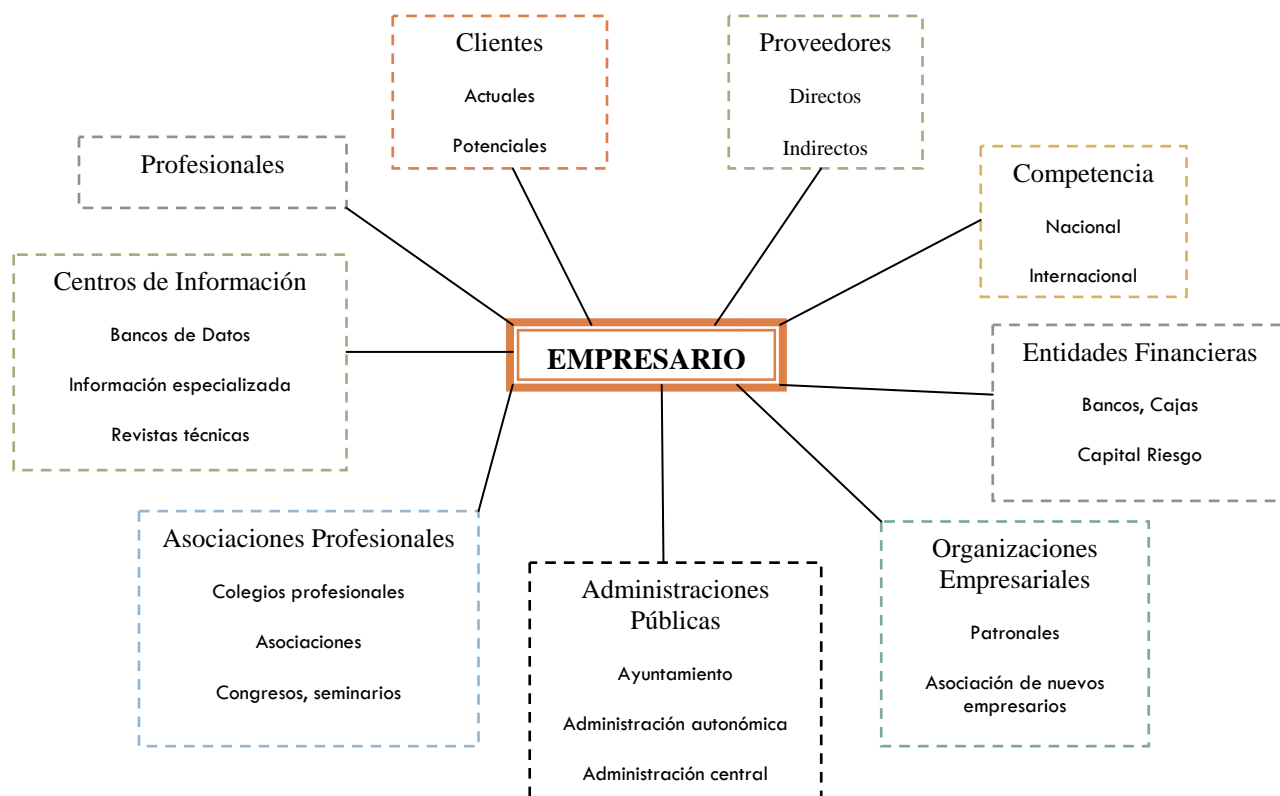 Clientes
Actuales
Potenciales
Proveedores
Directos
Indirectos
Profesionales
Competencia
Nacional
Internacional
Centros de Información
Bancos de Datos
Información especializada
Revistas técnicas
EMPRESARIO
Entidades Financieras
Bancos, Cajas
Capital Riesgo
Asociaciones Profesionales
Colegios profesionales
Asociaciones
Congresos, seminarios
Administraciones
Públicas
Ayuntamiento
Administración autonómica
Administración central
Organizaciones
Empresariales
Patronales
Asociación de nuevos
empresarios